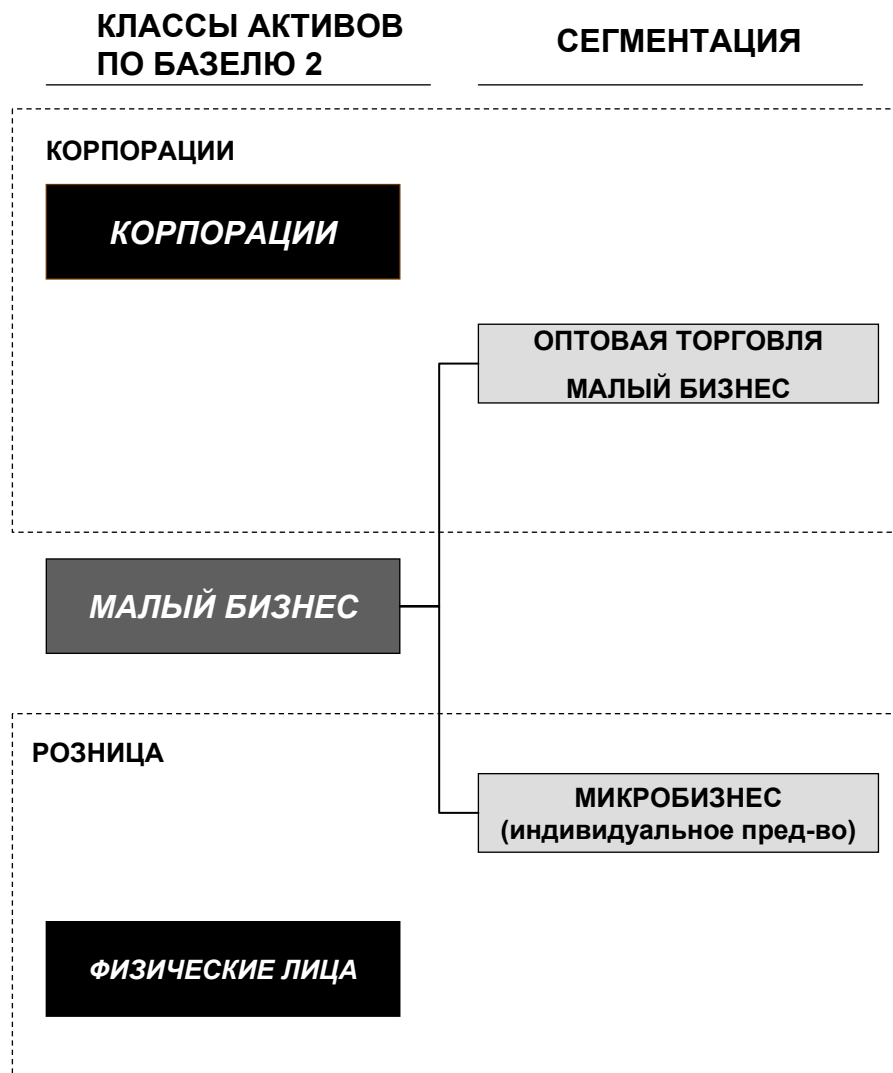 КЛАССЫ АКТИВОВ
ПО БАЗЕЛЮ 2
СЕГМЕНТАЦИЯ
КОРПОРАЦИИ
КОРПОРАЦИИ
ОПТОВАЯ ТОРГОВЛЯ
МАЛЫЙ БИЗНЕС
МАЛЫЙ БИЗНЕС
РОЗНИЦА
МИКРОБИЗНЕС
(индивидуальное пред-во)
ФИЗИЧЕСКИЕ ЛИЦА